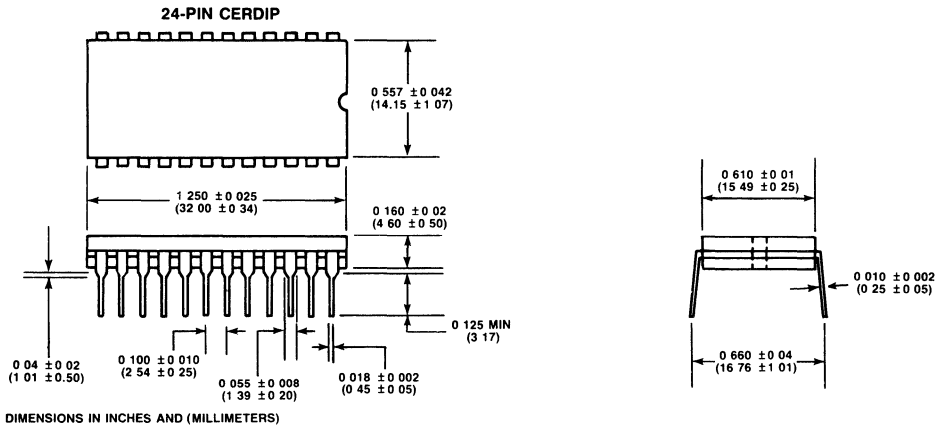 24-PIN CERDIP
0 557 ±0 042
(14.15 ±1 07)
1 250 ±0 025
(32 00 ±0 34)
0 160 ±0 02
(4 60 ±0 50)
0 610 ±0 01
(15 49 ±0 25)
0 010 ±0 002
(0 25 ±0 05)
0 125 MIN
(3 17)
0 04 ±0 02
(1 01 ±0.50)
0 100 ±0 010
(2 54 ±0 25)
0 055 ±0 008
(1 39 ±0 20)
0 018 ±0 002
(0 45 ±0 05)
0 660 ±0 04
(16 76 ±1 01)
DIMENSIONS IN INCHES AND (MILLIMETERS)